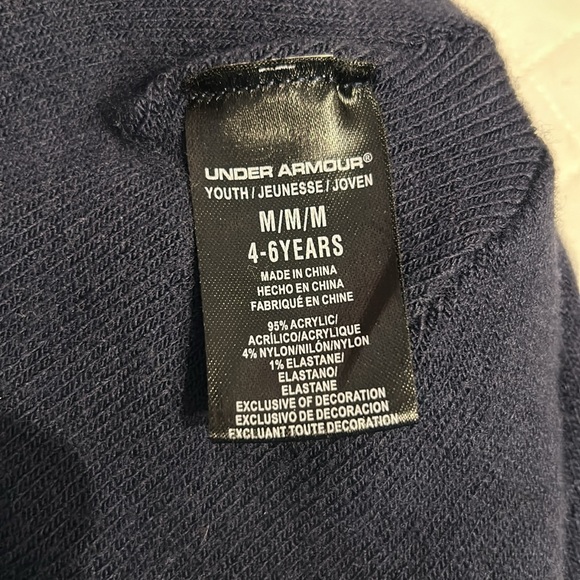 UNDER ARMOUR®
YOUTH / JEUNESSE / JOVEN
M/M/M
4-6YEARS
MADE IN CHINA
HECHO EN CHINA
FABRIQUÉ EN CHINE
95% ACRYLIC/
ACRÍLICO/ACRYLIQUE
4% NYLON/NILÓN/NYLON
1% ELASTANE/
ELASTANO/
ELASTANE
EXCLUSIVE OF DECORATION
EXCLUSIVO DE DECORACION
EXCLUANT TOUTE DECORATION